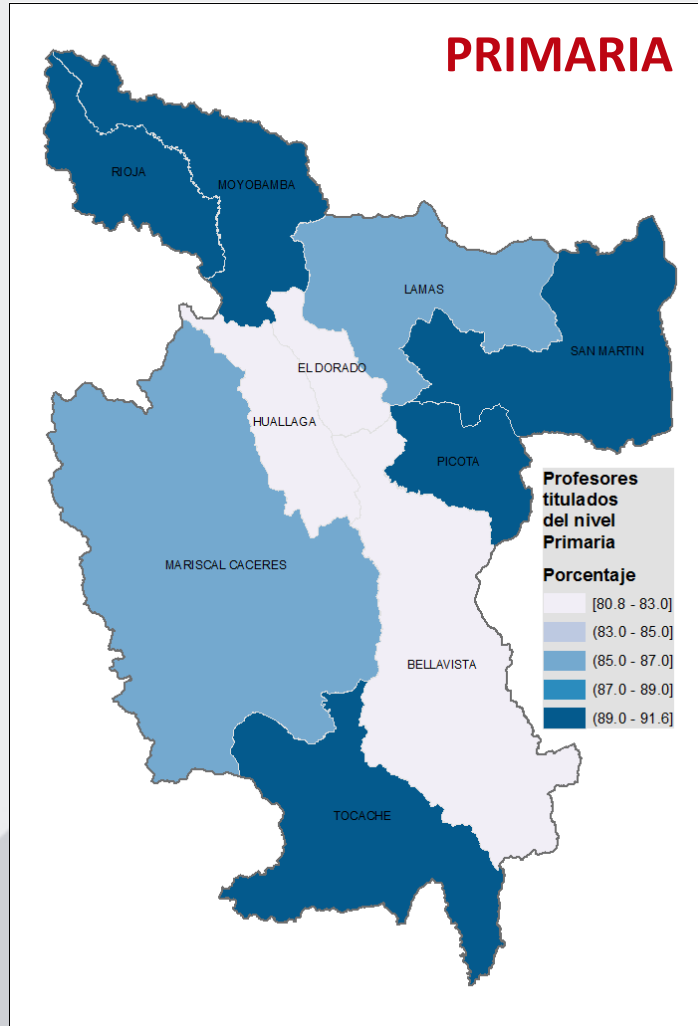 PRIMARIA
RIOJA
MOYOBAMBA
LAMAS
SAN MARTIN
EL DORADO
HUALLAGA
PICOTA
MARISCAL CACERES
BELLAVISTA
TOCACHE
Profesores
titulados
del nivel
Primaria
Porcentaje
[80.8 - 83.0]
(83.0 - 85.0]
(85.0 - 87.0]
(87.0 - 89.0]
(89.0 - 91.6]